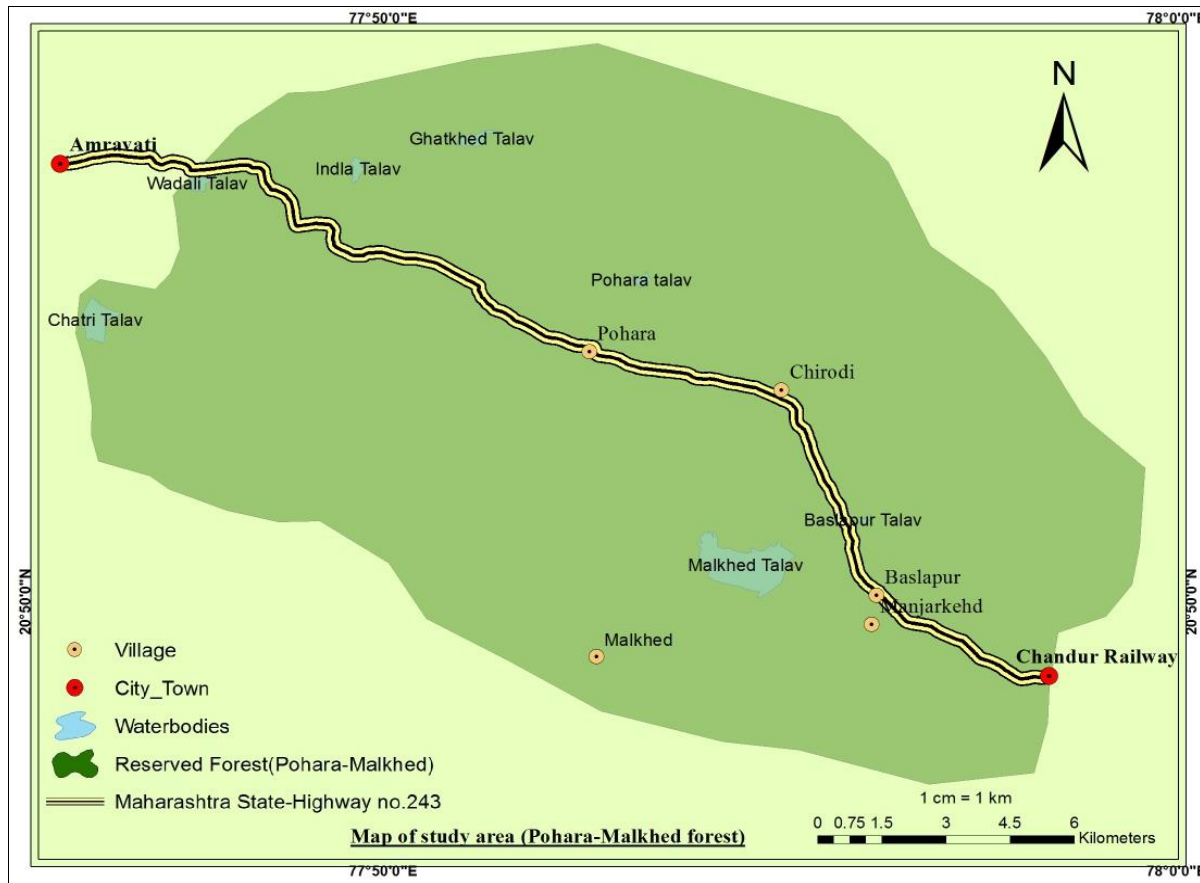 77°50'0"E
78°0'0"E
N
Amravati
Ghatkhed Talav
Indla Talav
Wadali Talav
Pohara talav
Chatri Talav
Pohara
Chirodi
Baslapur Talav
Malkhed Talav
Baslapur
Manjarkehd
20°50'0"N
20°50'0"N
Malkhed
Chandur Railway
Village
City_Town
Waterbodies
Reserved Forest(Pohara-Malkhed)
Maharashtra State-Highway no.243
1 cm = 1 km
0 0.75 1.5 3 4.5 6
Kilometers
Map of study area (Pohara-Malkhed forest)
77°50'0"E
78°0'0"E